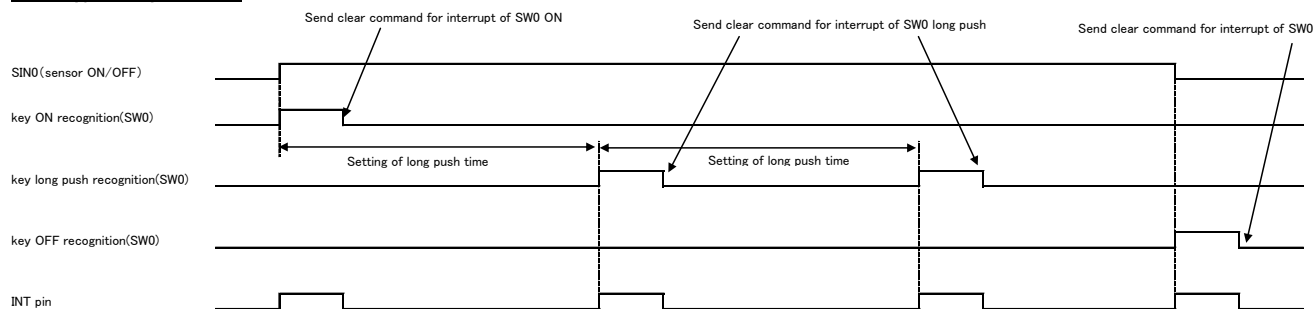 Send clear command for interrupt of SW0 ON
Send clear command for interrupt of SW0 long push
Send clear command for interrupt of SW0
SIN0(sensor ON/OFF)
key ON recognition(SW0)
Setting of long push time
Setting of long push time
key long push recognition(SW0)
key OFF recognition(SW0)
INT pin